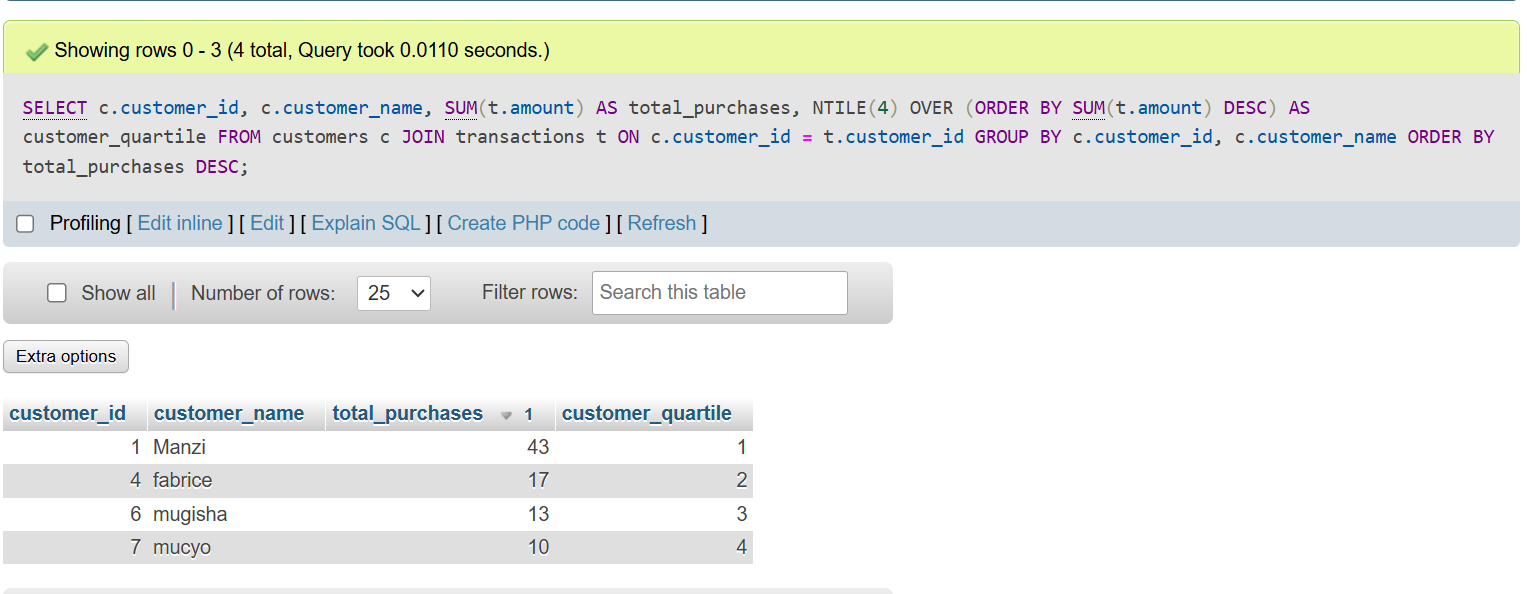 Showing rows 0 - 3 (4 total, Query took 0.0110 seconds.)
SELECT c.customer_id, c.customer_name, SUM(t.amount) AS total_purchases, NTILE(4) OVER (ORDER BY SUM(t.amount) DESC) AS
customer_quartile FROM customers c JOIN transactions t ON c.customer_id = t.customer_id GROUP BY c.customer_id, c.customer_name ORDER BY
total_purchases DESC;
Profiling [ Edit inline ] [ Edit ] [ Explain SQL ] [ Create PHP code ] [ Refresh ]
Show all | Number of rows: 25 Filter rows: Search this table
Extra options
customer_id customer_name total_purchases 1 customer_quartile
1 Manzi 43 1
4 fabrice 17 2
6 mugisha 13 3
7 mucyo 10 4